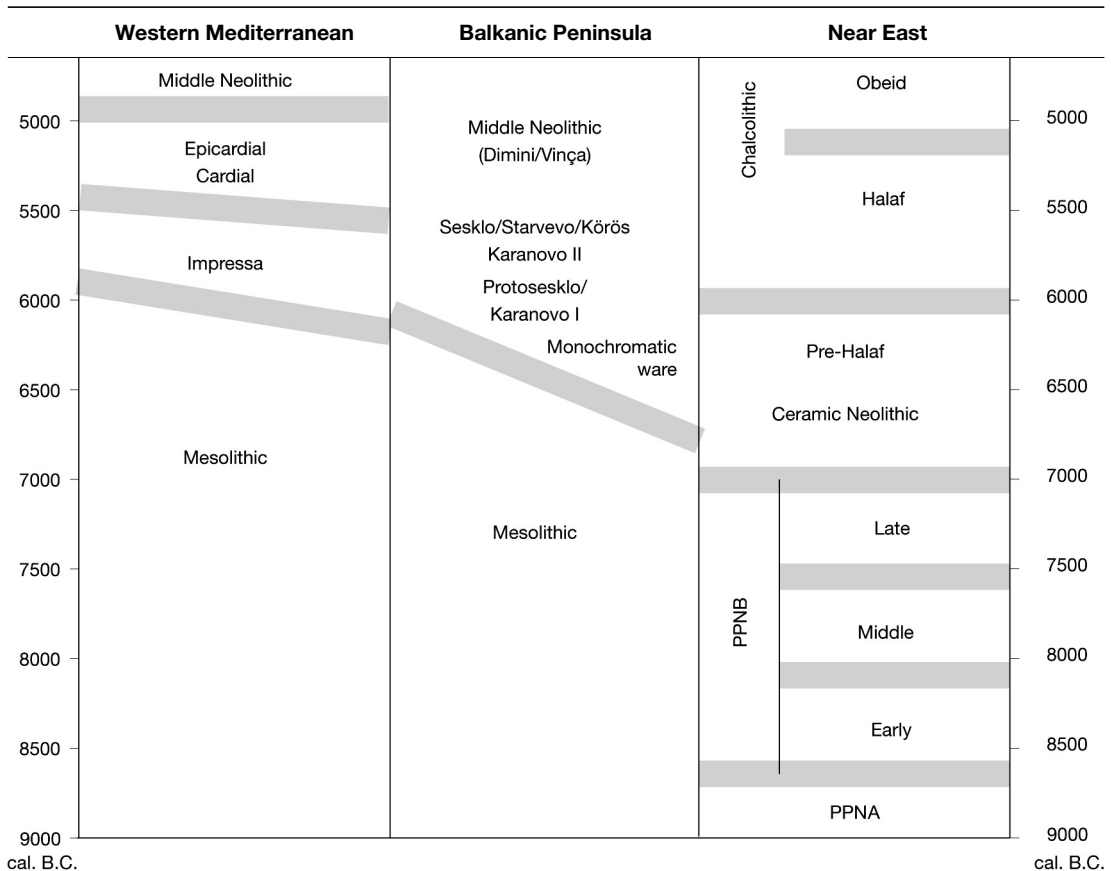 Western Mediterranean
Balkanic Peninsula
Near East
5000
5500
6000
6500
7000
7500
8000
8500
9000
cal. B.C.
Middle Neolithic
Epicardial
Cardial
Impressa
Mesolithic
Middle Neolithic
(Dimini/Vinça)
Sesklo/Starvevo/Körös
Karanovo II
Protosesklo/
Karanovo I
Monochromatic
ware
Mesolithic
Chalcolithic
Obeid
Halaf
Pre-Halaf
Ceramic Neolithic
PPNB
Late
Middle
Early
PPNA
5000
5500
6000
6500
7000
7500
8000
8500
9000
cal. B.C.